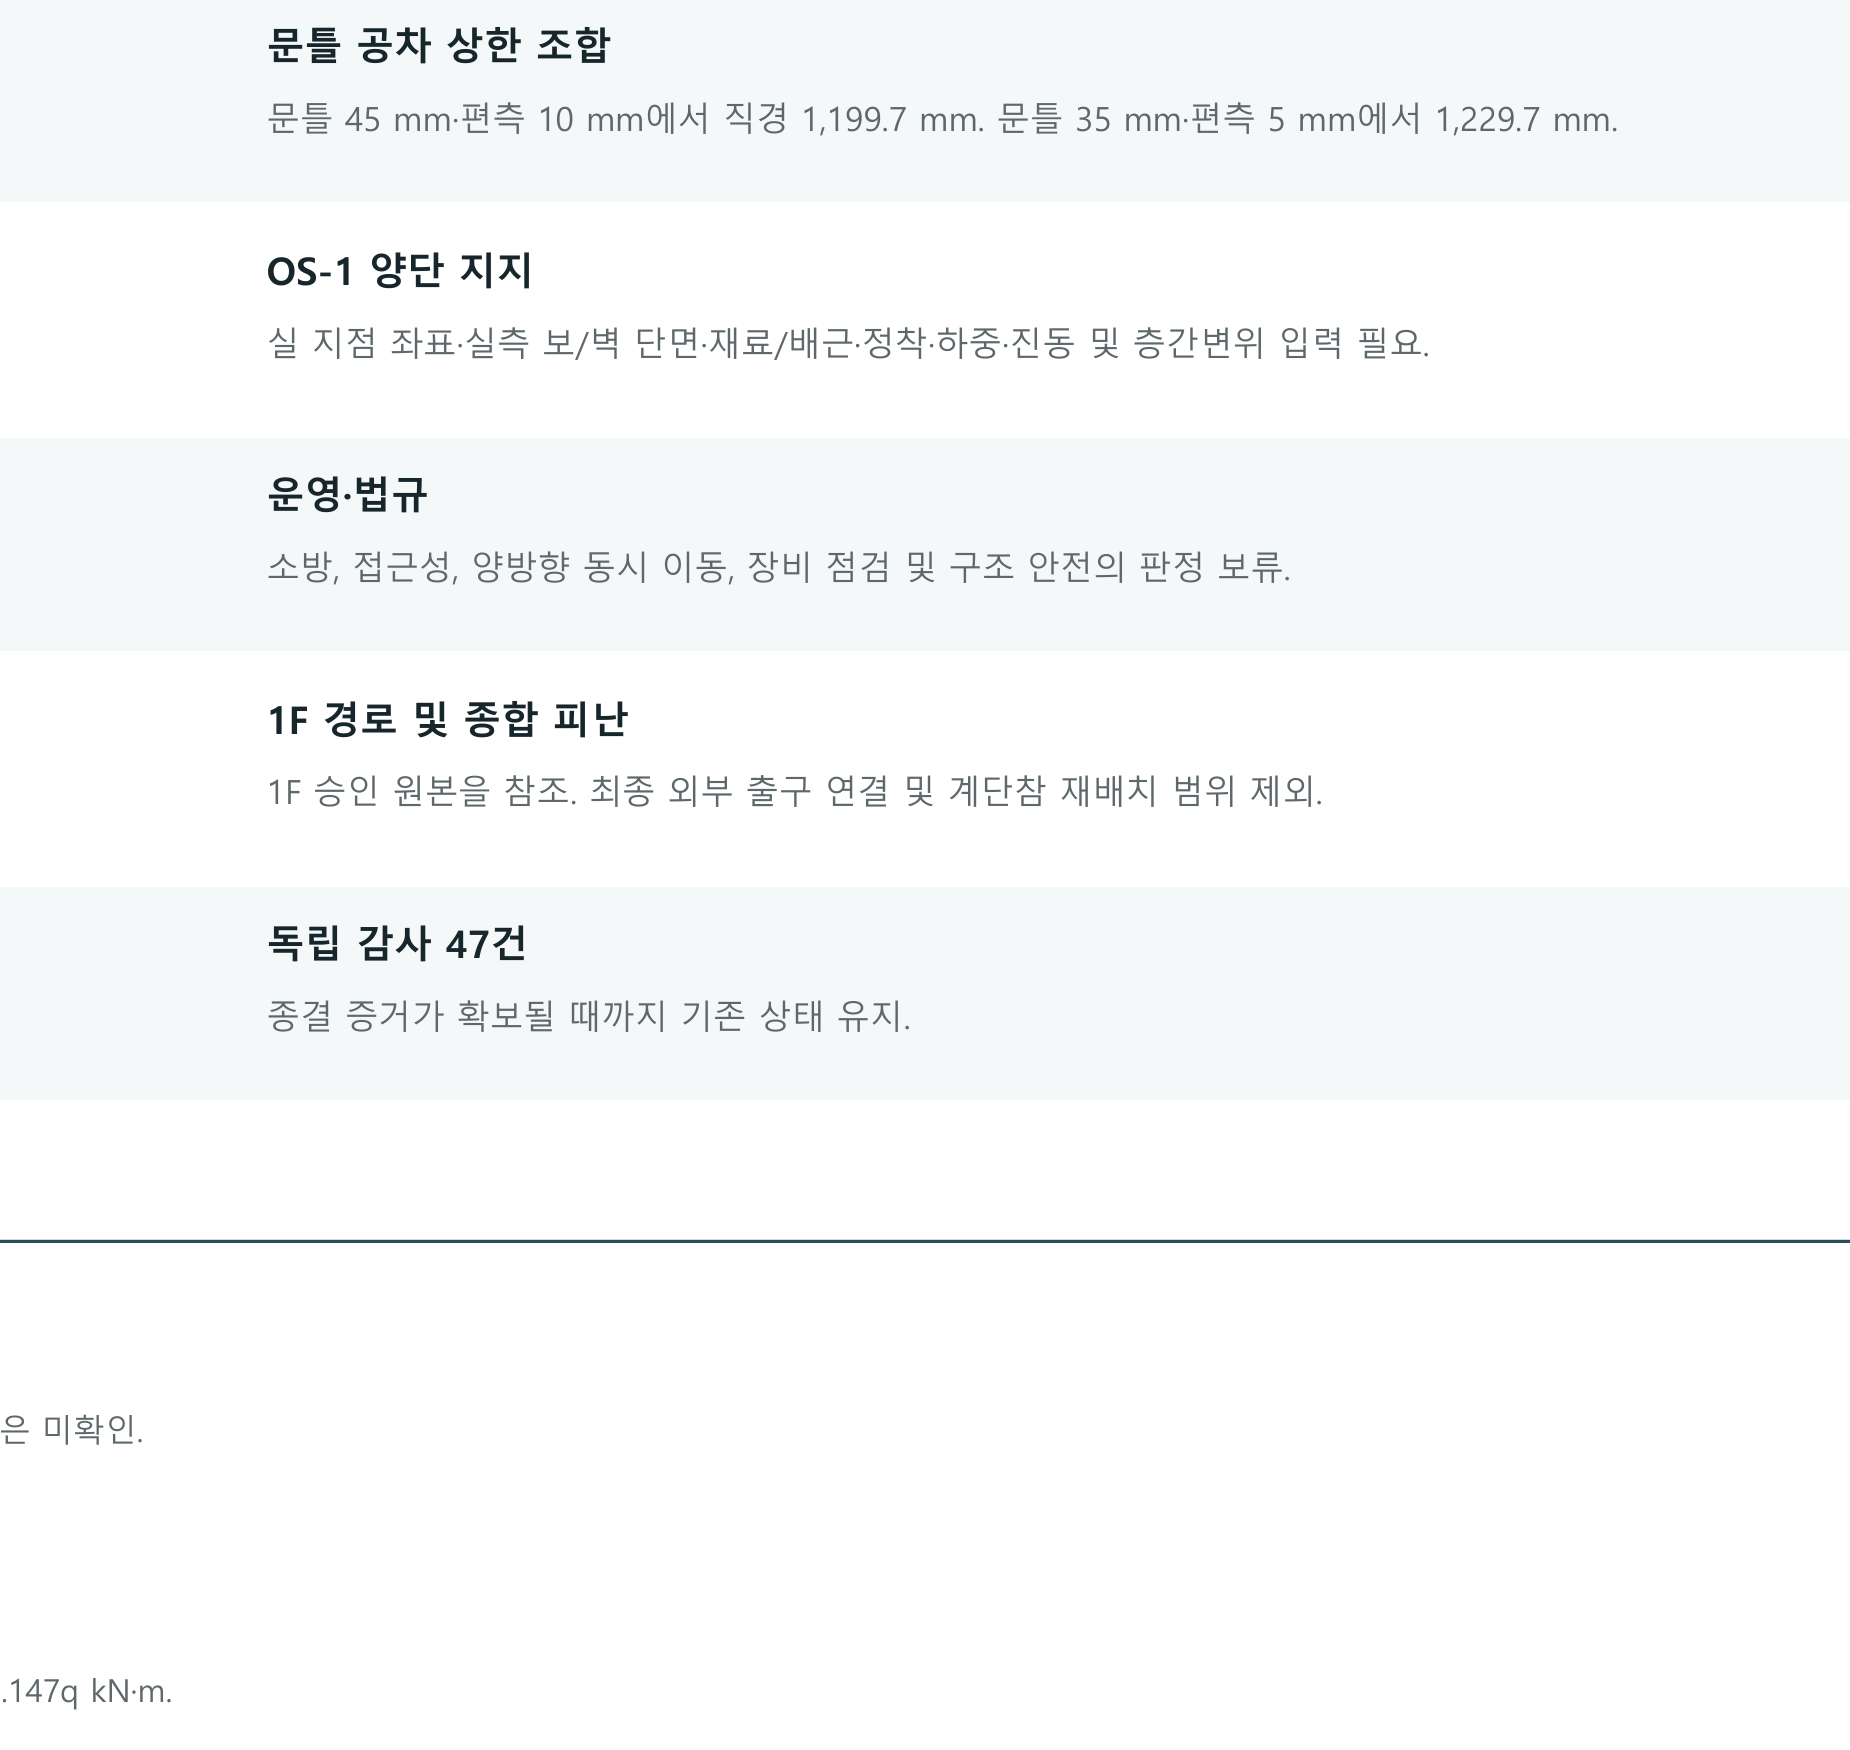 문틀 공차 상한 조합
문틀 45 mm·편측 10 mm에서 직경 1,199.7 mm. 문틀 35 mm·편측 5 mm에서 1,229.7 mm.
OS-1 양단 지지
실 지점 좌표·실측 보/벽 단면·재료/배근·정착·하중·진동 및 층간변위 입력 필요.
운영·법규
소방, 접근성, 양방향 동시 이동, 장비 점검 및 구조 안전의 판정 보류.
1F 경로 및 종합 피난
1F 승인 원본을 참조. 최종 외부 출구 연결 및 계단참 재배치 범위 제외.
독립 감사 47건
종결 증거가 확보될 때까지 기존 상태 유지.
은 미확인.
.147q kN·m.